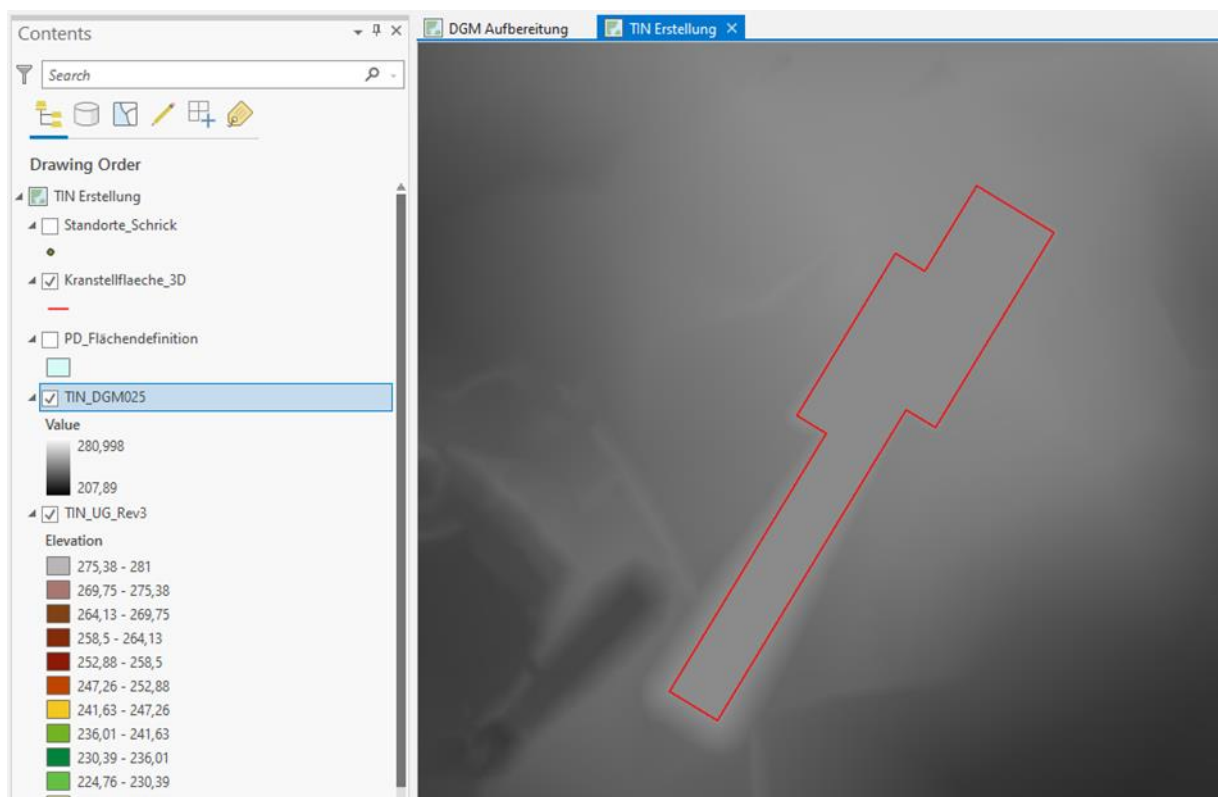 Contents
DGM Aufbereitung
TIN Erstellung
Search
Drawing Order
TIN Erstellung
Standorte_Schrick
Kranstellflaeche_3D
PD_Flächendefinition
TIN_DGM025
Value
280,998
207,89
TIN_UG_Rev3
Elevation
275,38 - 281
269,75 - 275,38
264,13 - 269,75
258,5 - 264,13
252,88 - 258,5
247,26 - 252,88
241,63 - 247,26
236,01 - 241,63
230,39 - 236,01
224,76 - 230,39